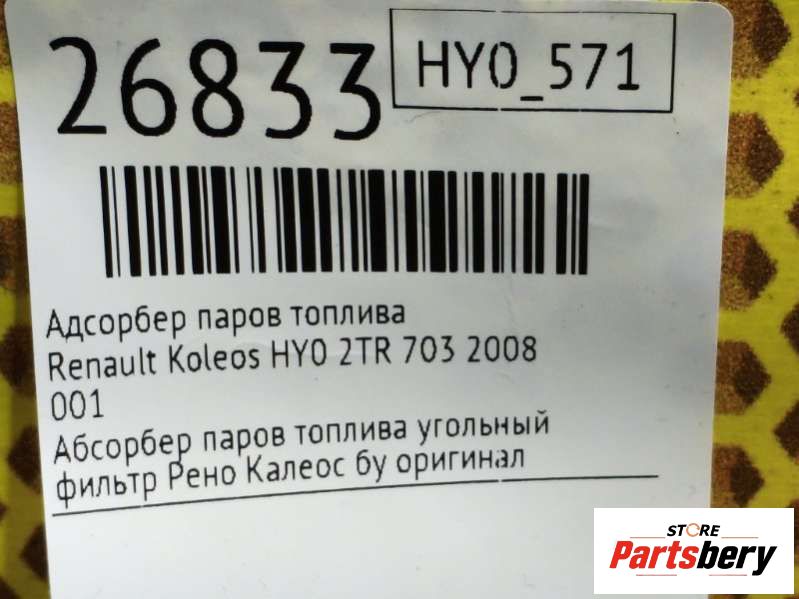 26833
HY0_571
Адсорбер паров топлива
Renault Koleos HY0 2TR 703 2008
001
Абсорбер паров топлива угольный
фильтр Рено Калеос бу оригинал
STORE
Partsbery